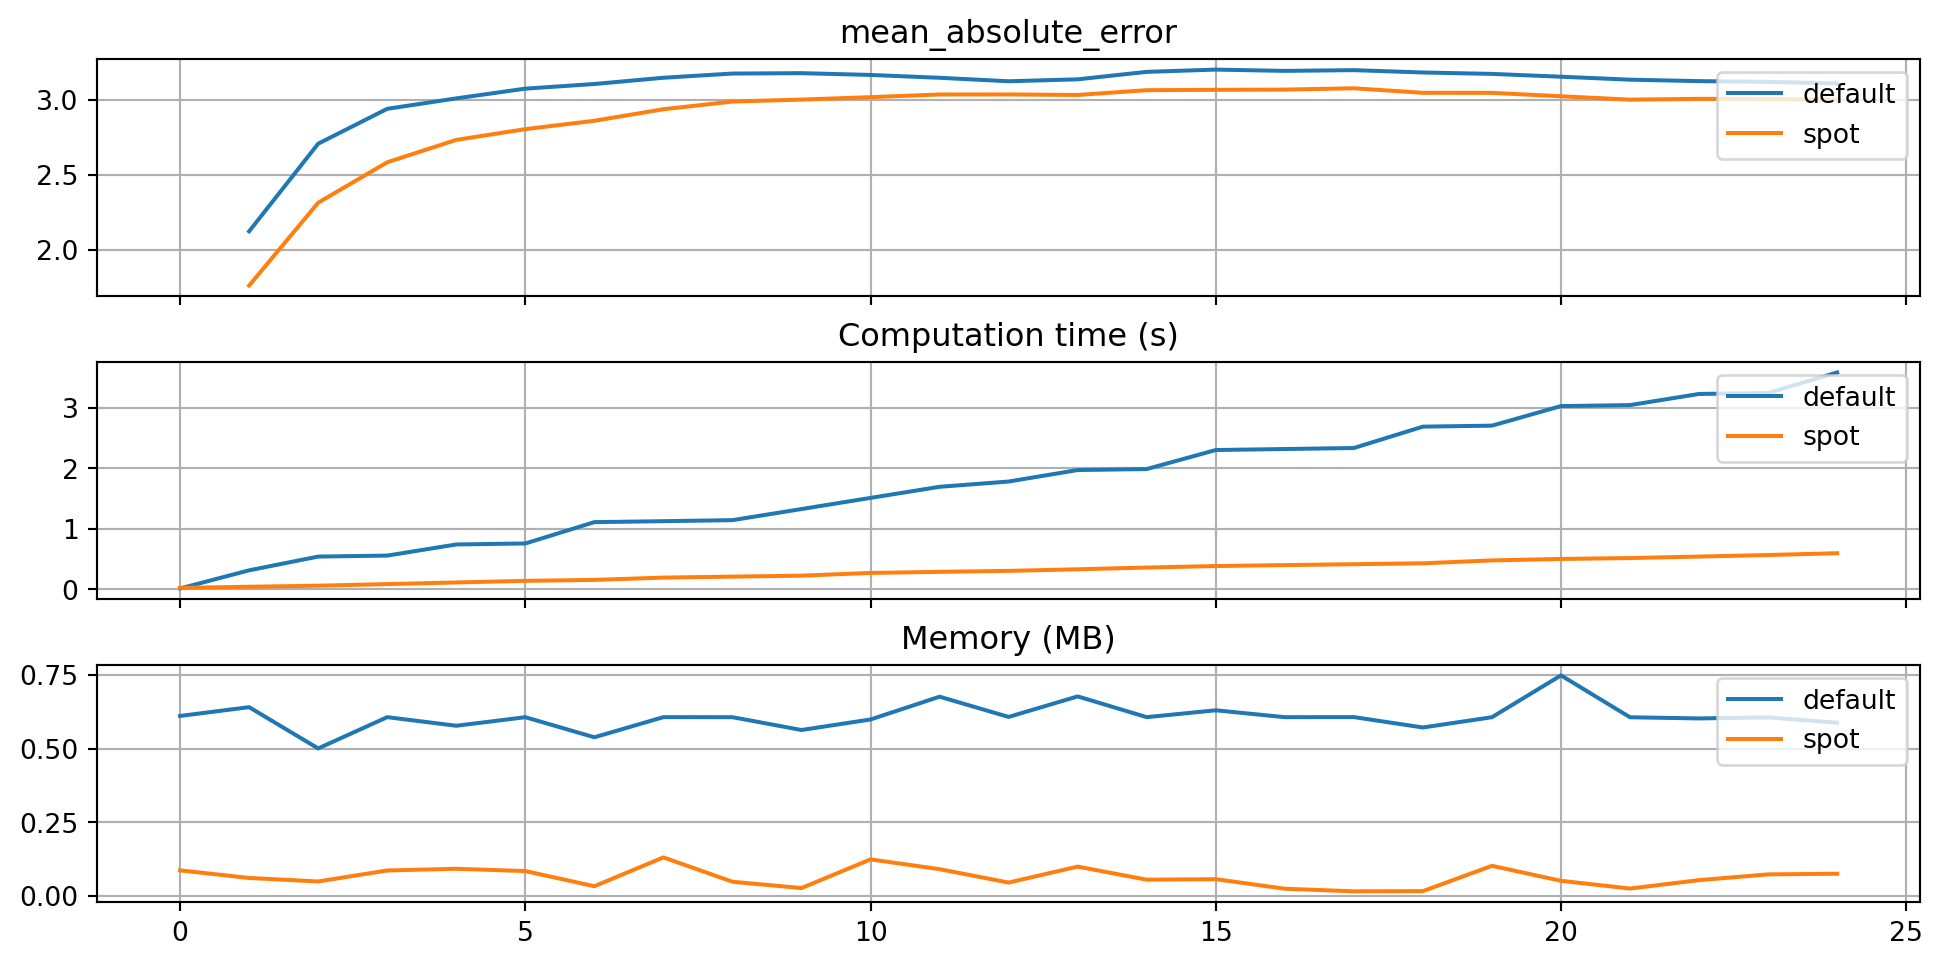 mean_absolute_error
3.0
2.5
2.0
default
spot
Computation time (s)
3
2
1
0
default
spot
Memory (MB)
0.75
0.50
0.25
0.00
default
spot
0 5 10 15 20 25